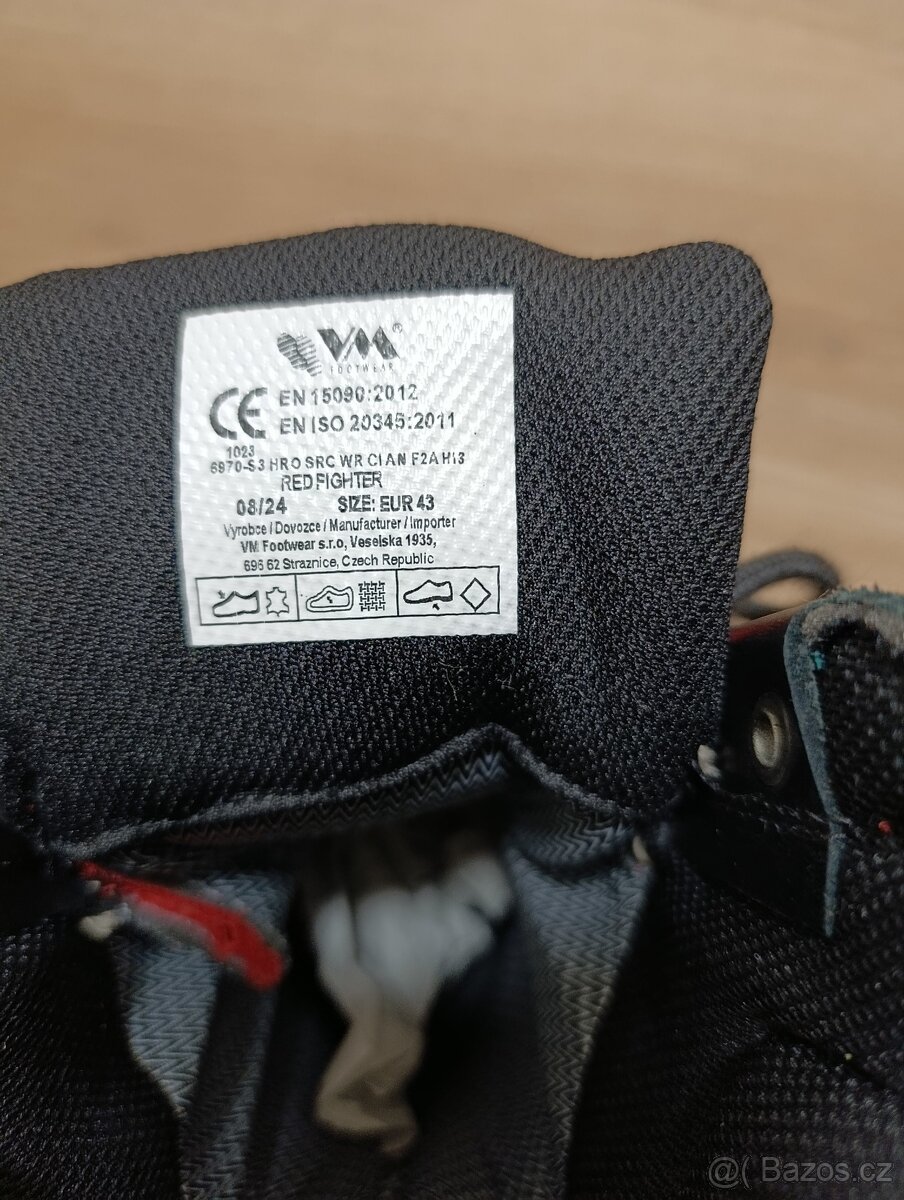 VM®
FOOTWEAR
CE EN 15090:2012
EN ISO 20345:2011
1023
6970-S3 HRO SRC WR CI AN F2A HI3
RED FIGHTER
08/24 SIZE: EUR 43
Vyrobce / Dovozce / Manufacturer / Importer
VM Footwear s.r.o, Veselska 1935,
696 62 Straznice, Czech Republic
@( Bazos.cz